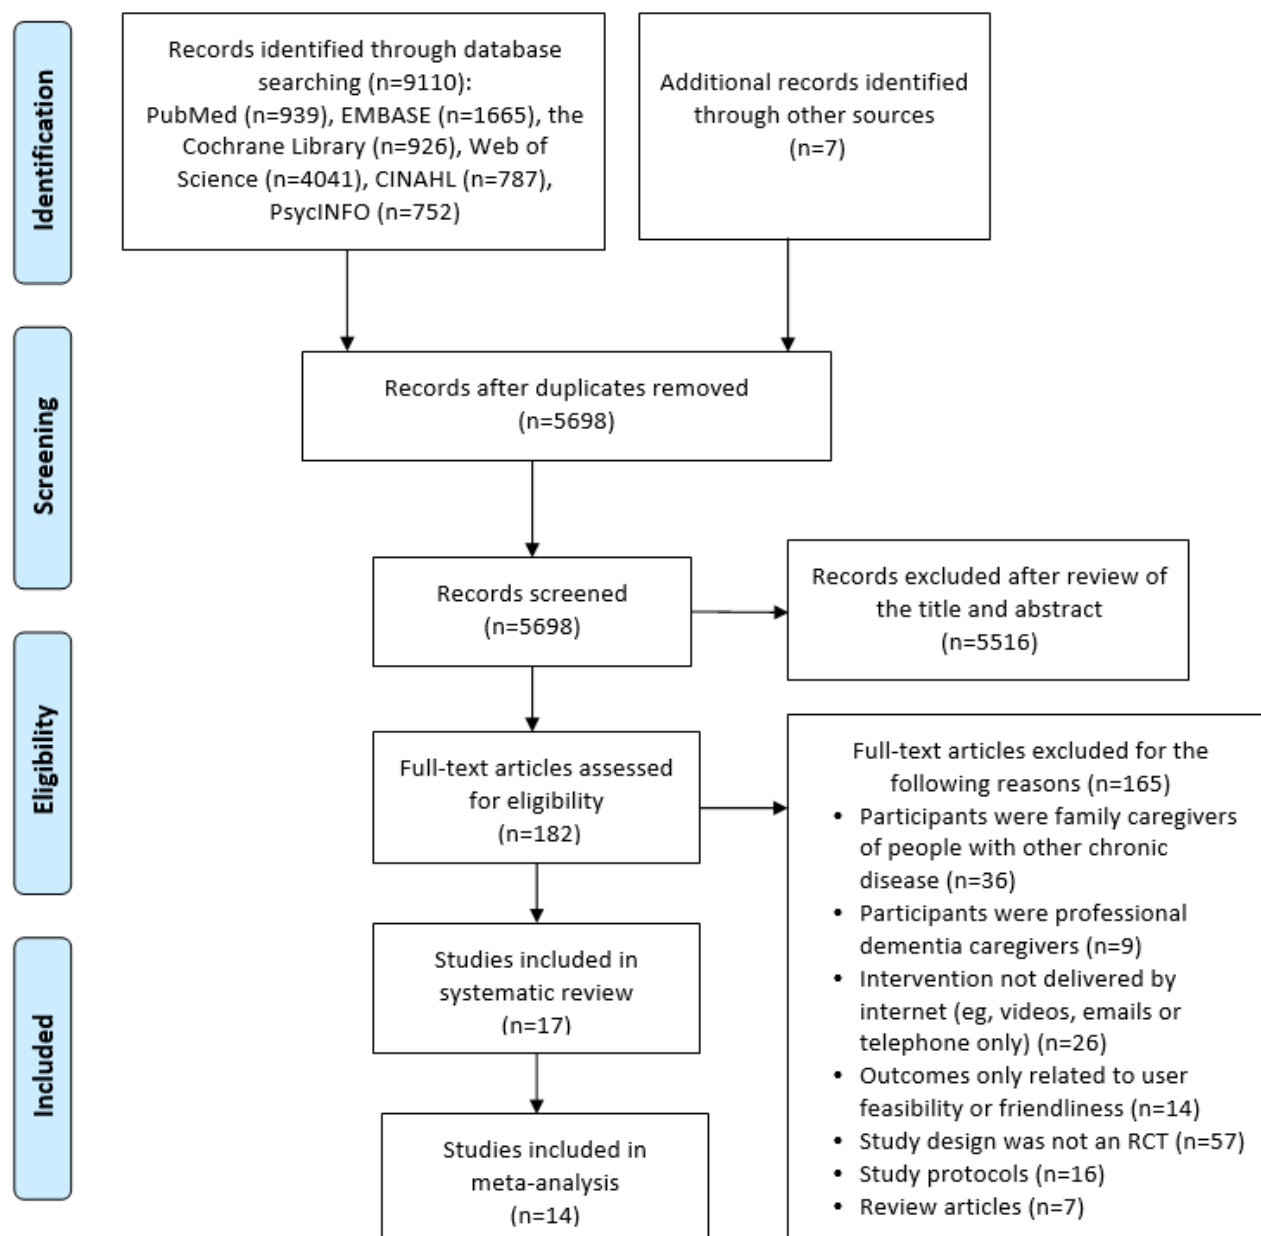 Identification
Records identified through database
searching (n=9110):
PubMed (n=939), EMBASE (n=1665), the
Cochrane Library (n=926), Web of
Science (n=4041), CINAHL (n=787),
PsycINFO (n=752)
Additional records identified
through other sources
(n=7)
Screening
Records after duplicates removed
(n=5698)
Records screened
(n=5698)
Records excluded after review of
the title and abstract
(n=5516)
Eligibility
Full-text articles assessed
for eligibility
(n=182)
Full-text articles excluded for the
following reasons (n=165)
• Participants were family caregivers
of people with other chronic
disease (n=36)
• Participants were professional
dementia caregivers (n=9)
• Intervention not delivered by
internet (eg, videos, emails or
telephone only) (n=26)
• Outcomes only related to user
feasibility or friendliness (n=14)
• Study design was not an RCT (n=57)
• Study protocols (n=16)
• Review articles (n=7)
Included
Studies included in
systematic review
(n=17)
Studies included in
meta-analysis
(n=14)